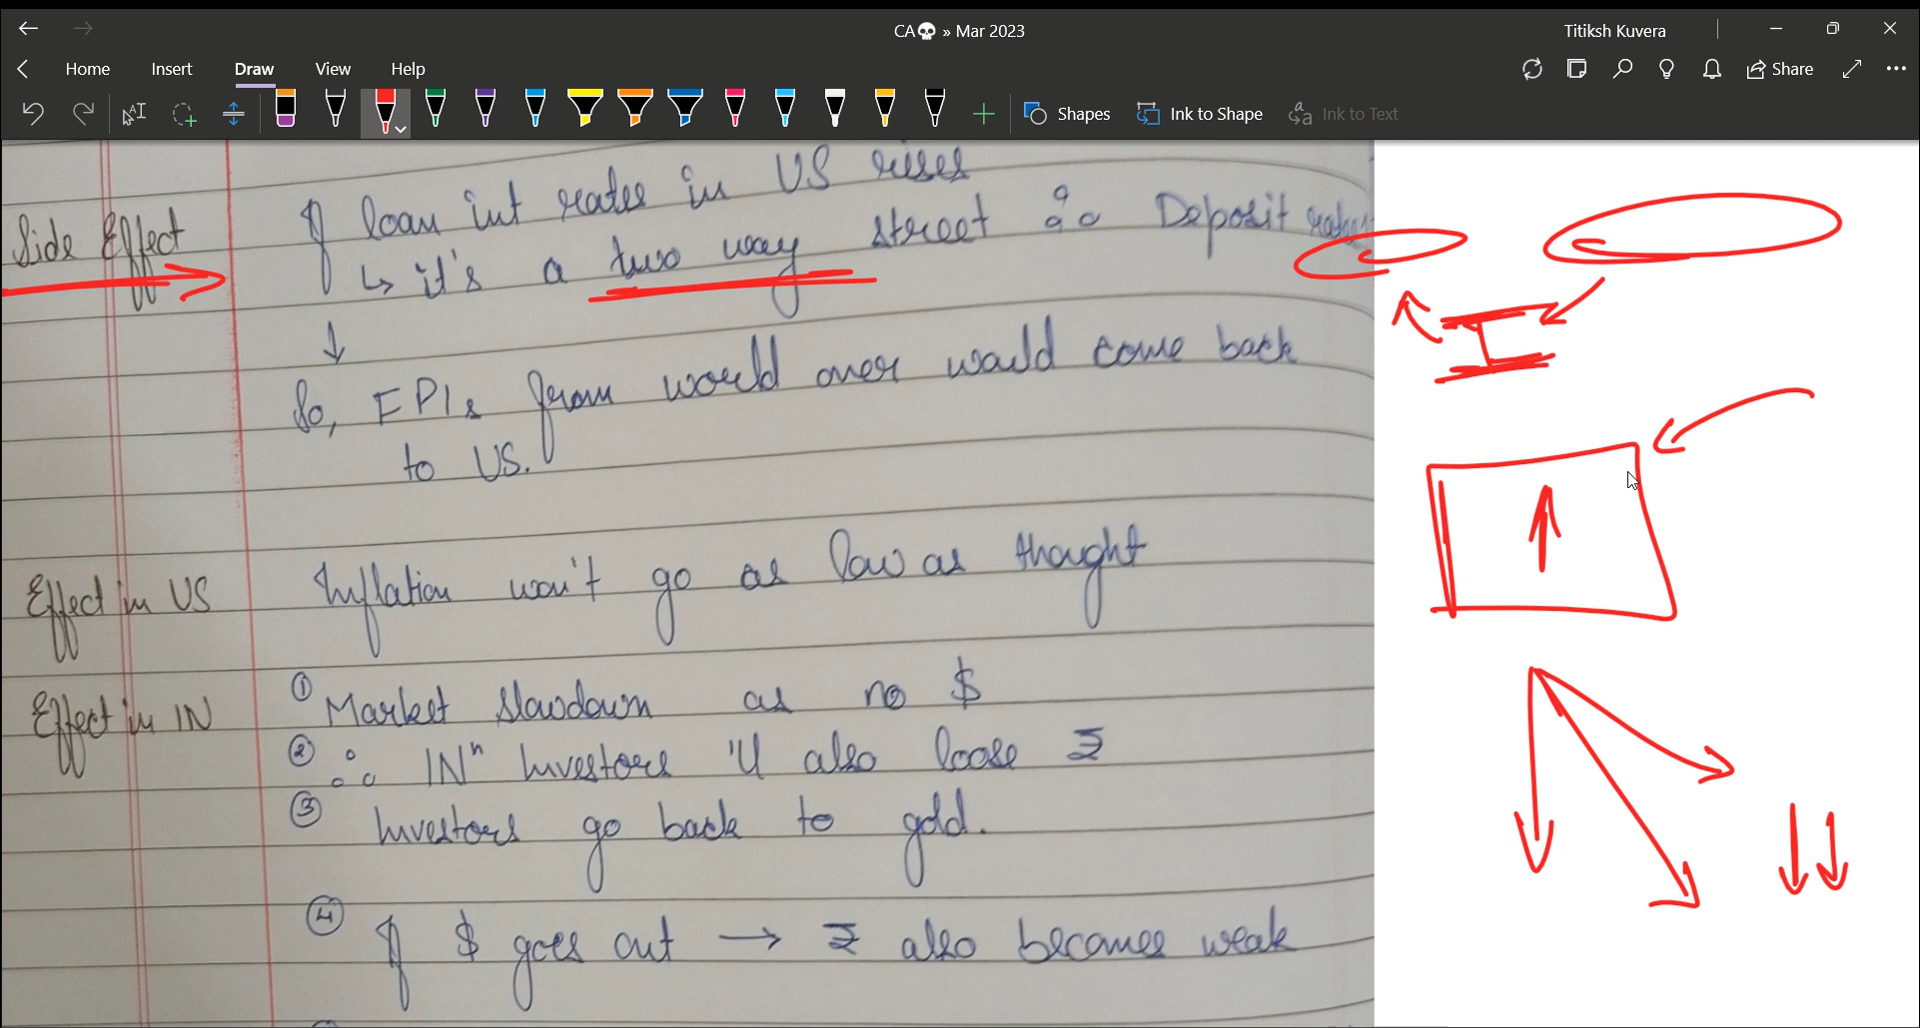 CA💀 » Mar 2023
Titiksh Kuvera
Home Insert Draw View Help
Share
Shapes Ink to Shape Ink to Text
Side Effect
If loan int rates in US rises
↳ it's a two way street ∴ Deposit rates
↓
So, FPIs from world over would come back
to US.
Effect in US
Inflation won't go as low as thought
Effect in IN
① Market slowdown as no $
② ∴ INⁿ Investors 'll also loose ₹
③ Investors go back to gold.
④ If $ goes out → ₹ also becomes weak